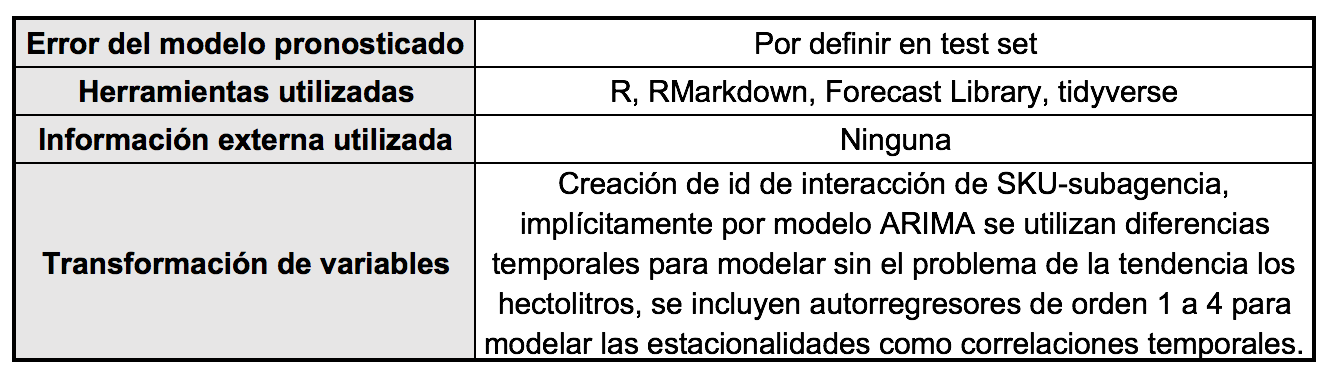 Error del modelo pronosticado
Por definir en test set
Herramientas utilizadas
R, RMarkdown, Forecast Library, tidyverse
Información externa utilizada
Ninguna
Transformación de variables
Creación de id de interacción de SKU-subagencia,
implícitamente por modelo ARIMA se utilizan diferencias
temporales para modelar sin el problema de la tendencia los
hectolitros, se incluyen autorregresores de orden 1 a 4 para
modelar las estacionalidades como correlaciones temporales.